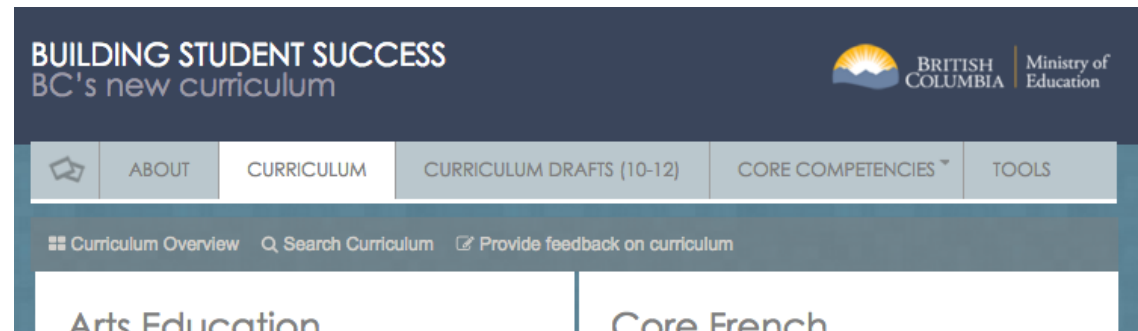 BUILDING STUDENT SUCCESS
BC's new curriculum
BRITISH COLUMBIA
Ministry of Education
ABOUT CURRICULUM CURRICULUM DRAFTS (10-12) CORE COMPETENCIES TOOLS
Curriculum Overview Search Curriculum Provide feedback on curriculum
Arts Education Core French